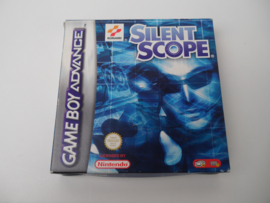 GAME BOY ADVANCE
KONAMI
SILENT
SCOPE
Nintendo